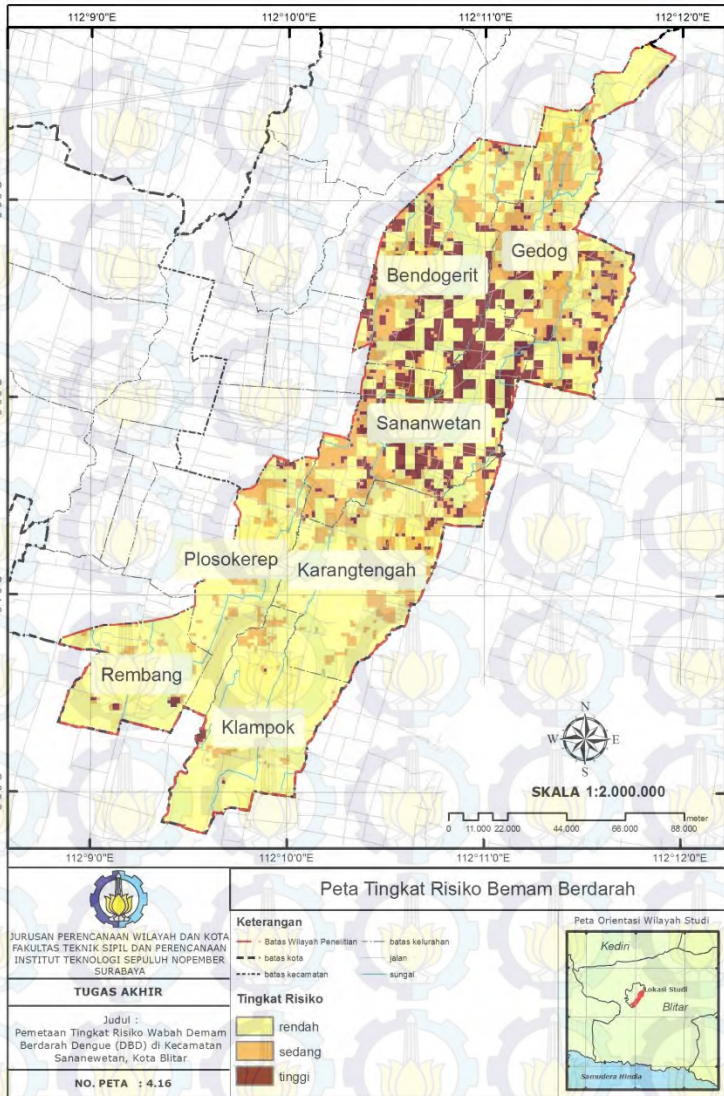 112°9'0"E 112°10'0"E 112°11'0"E 112°12'0"E
Gedog
Bendogerit
Sananwetan
Plosokerep
Karangtengah
Rembang
Klampok
N
W E
S
SKALA 1:2.000.000
meter
0 11.000 22.000 44.000 66.000 88.000
112°9'0"E 112°10'0"E 112°11'0"E 112°12'0"E
JURUSAN PERENCANAAN WILAYAH DAN KOTA
FAKULTAS TEKNIK SIPIL DAN PERENCANAAN
INSTITUT TEKNOLOGI SEPULUH NOPEMBER
SURABAYA
TUGAS AKHIR
Judul :
Pemetaan Tingkat Risiko Wabah Demam
Berdarah Dengue (DBD) di Kecamatan
Sananewetan, Kota Blitar
NO. PETA : 4.16
Peta Tingkat Risiko Bemam Berdarah
Keterangan
Batas Wilayah Penelitian batas kelurahan
batas kota jalan
batas kecamatan sungai
Tingkat Risiko
rendah
sedang
tinggi
Peta Orientasi Wilayah Studi
Kediri
Lokasi Studi
Blitar
Samudera Hindia